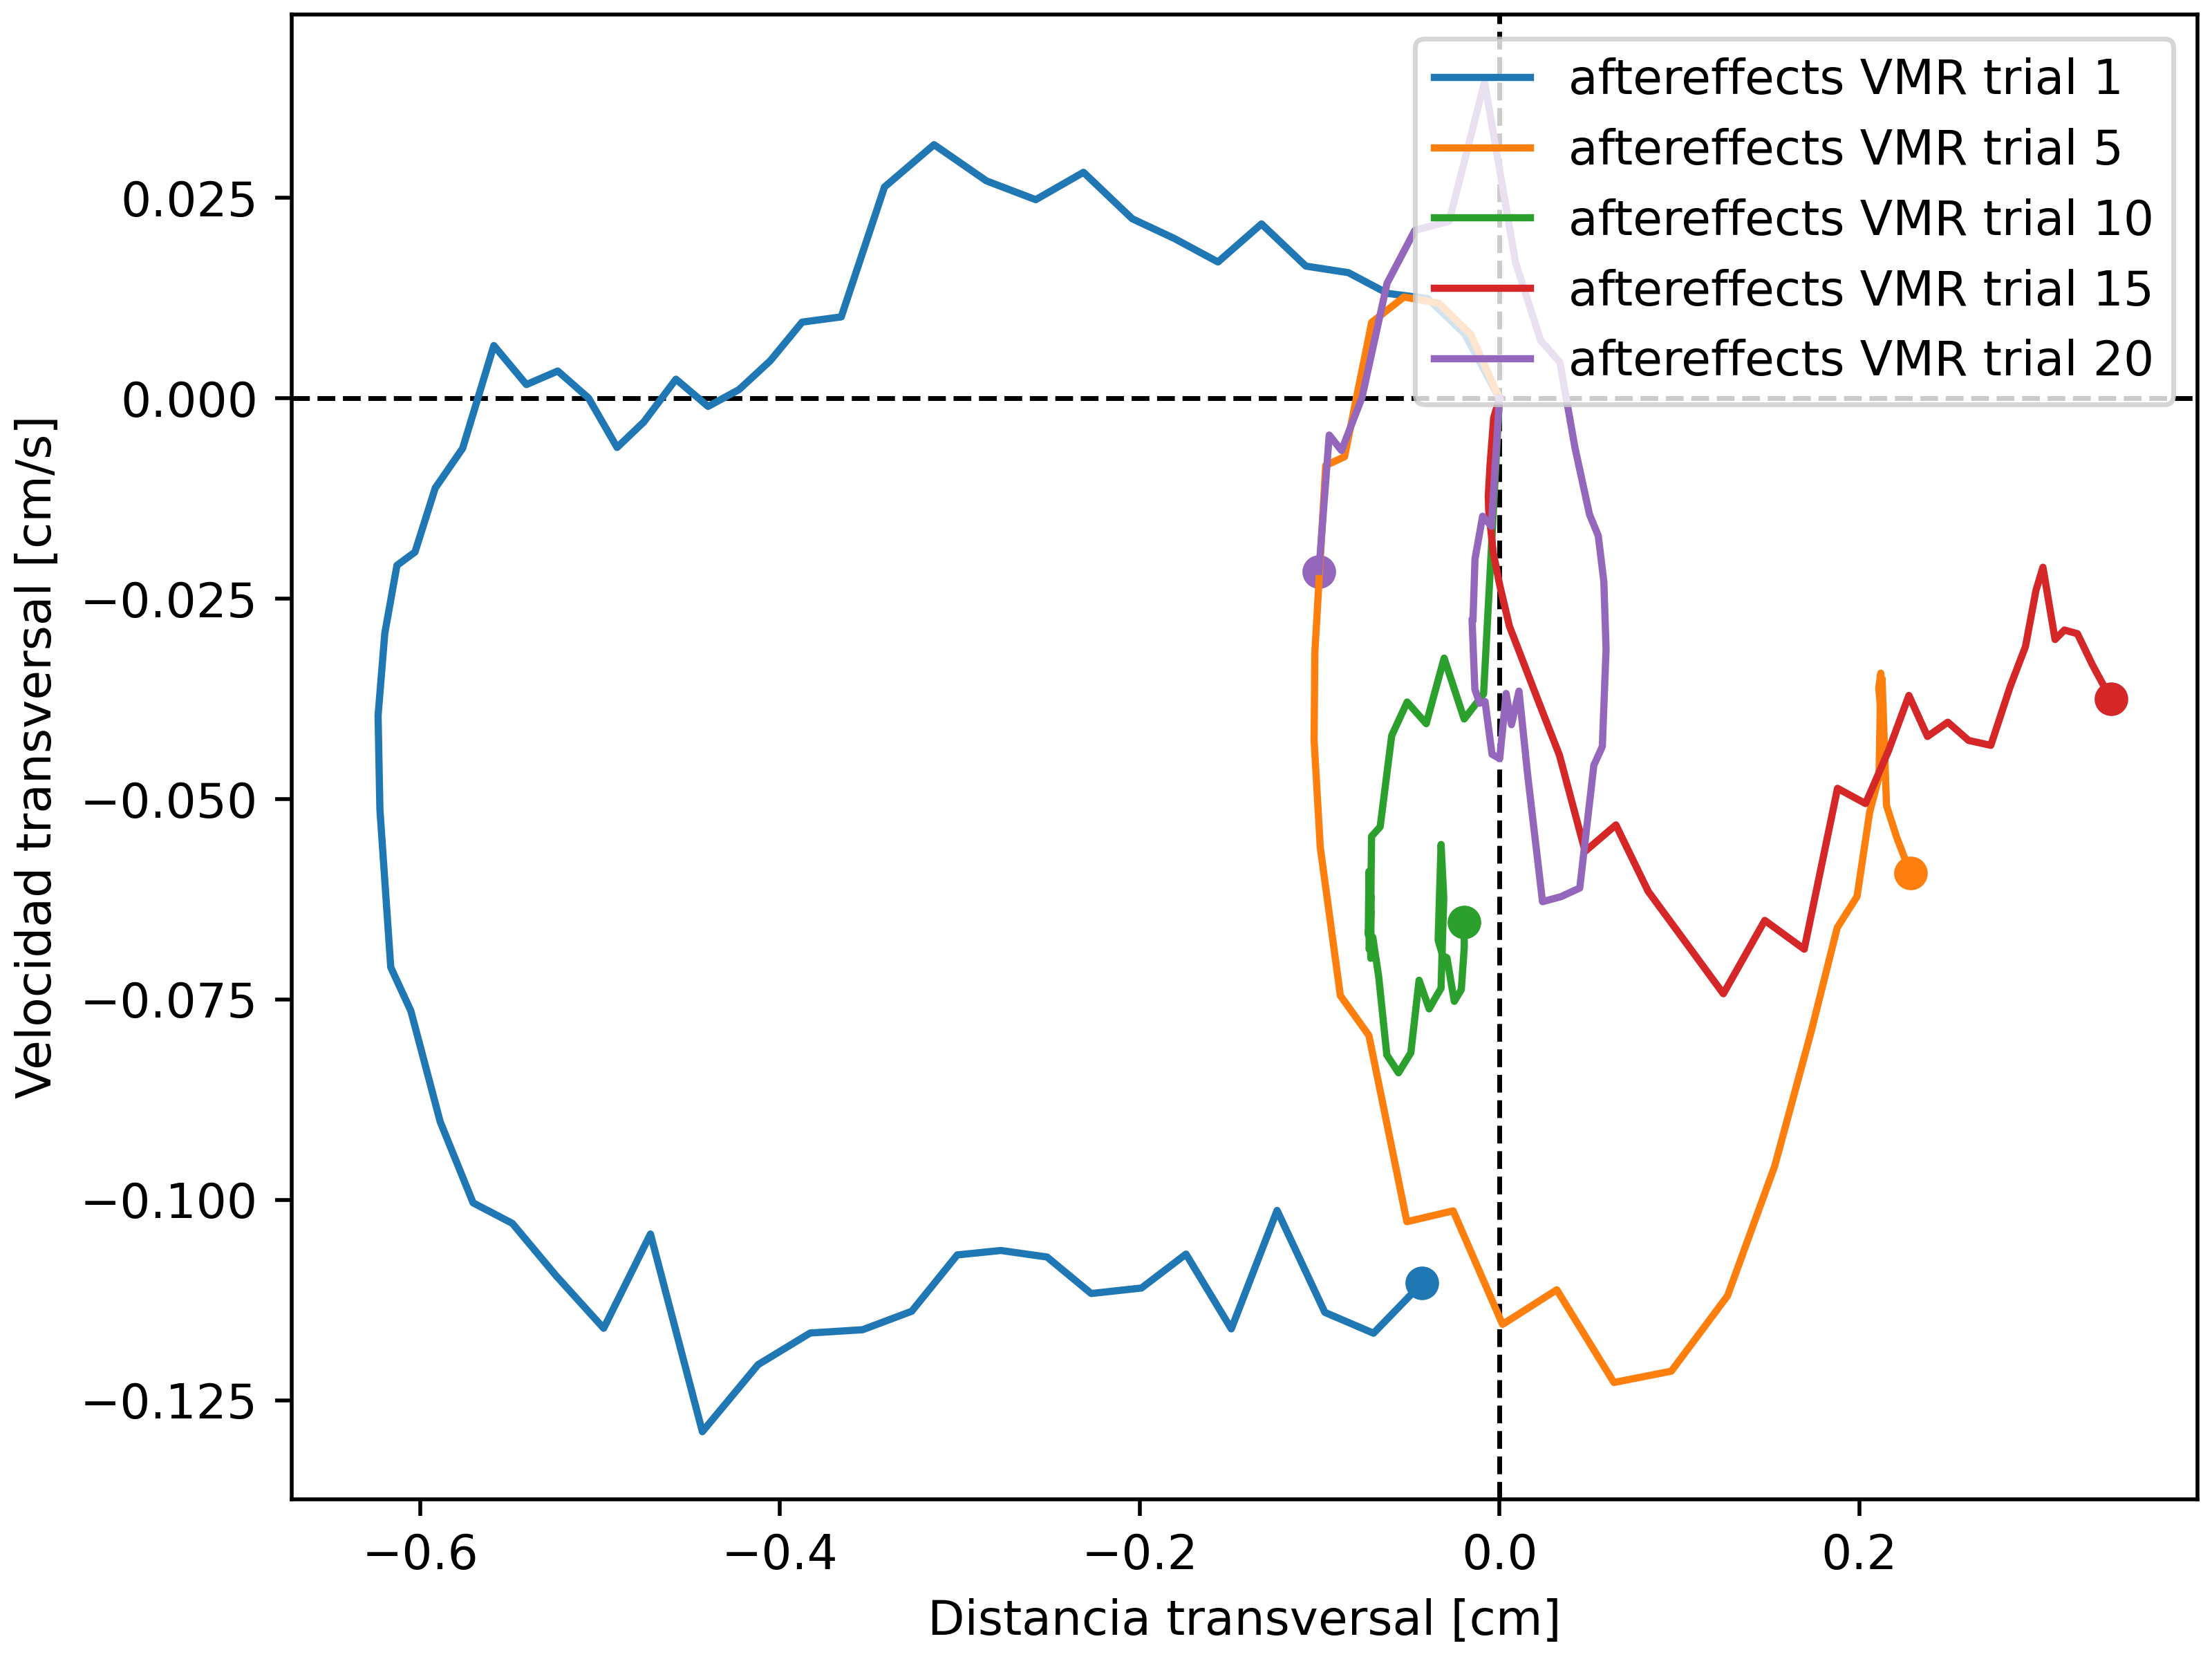 aftereffects VMR trial 1
aftereffects VMR trial 5
aftereffects VMR trial 10
aftereffects VMR trial 15
aftereffects VMR trial 20
0.025
0.000
−0.025
−0.050
−0.075
−0.100
−0.125
Velocidad transversal [cm/s]
−0.6 −0.4 −0.2 0.0 0.2
Distancia transversal [cm]